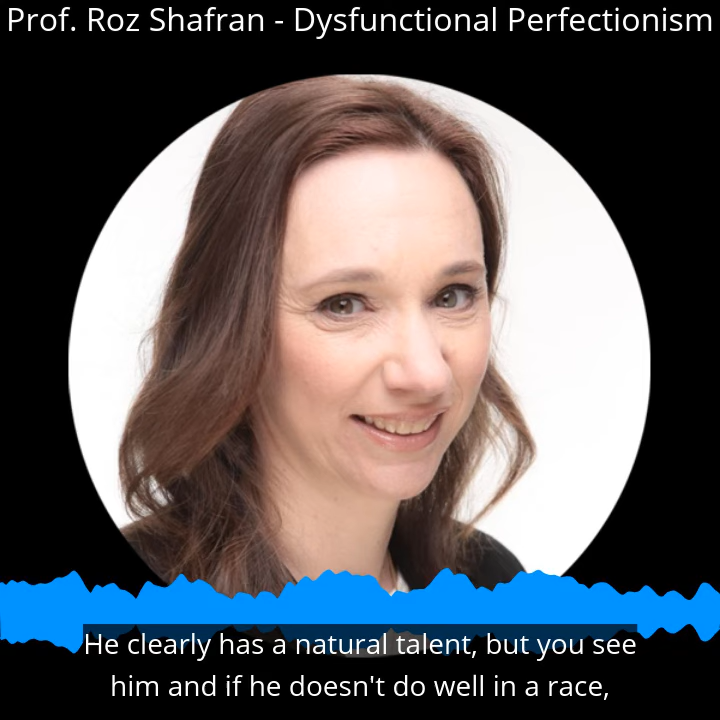 Prof. Roz Shafran - Dysfunctional Perfectionism
He clearly has a natural talent, but you see
him and if he doesn't do well in a race,